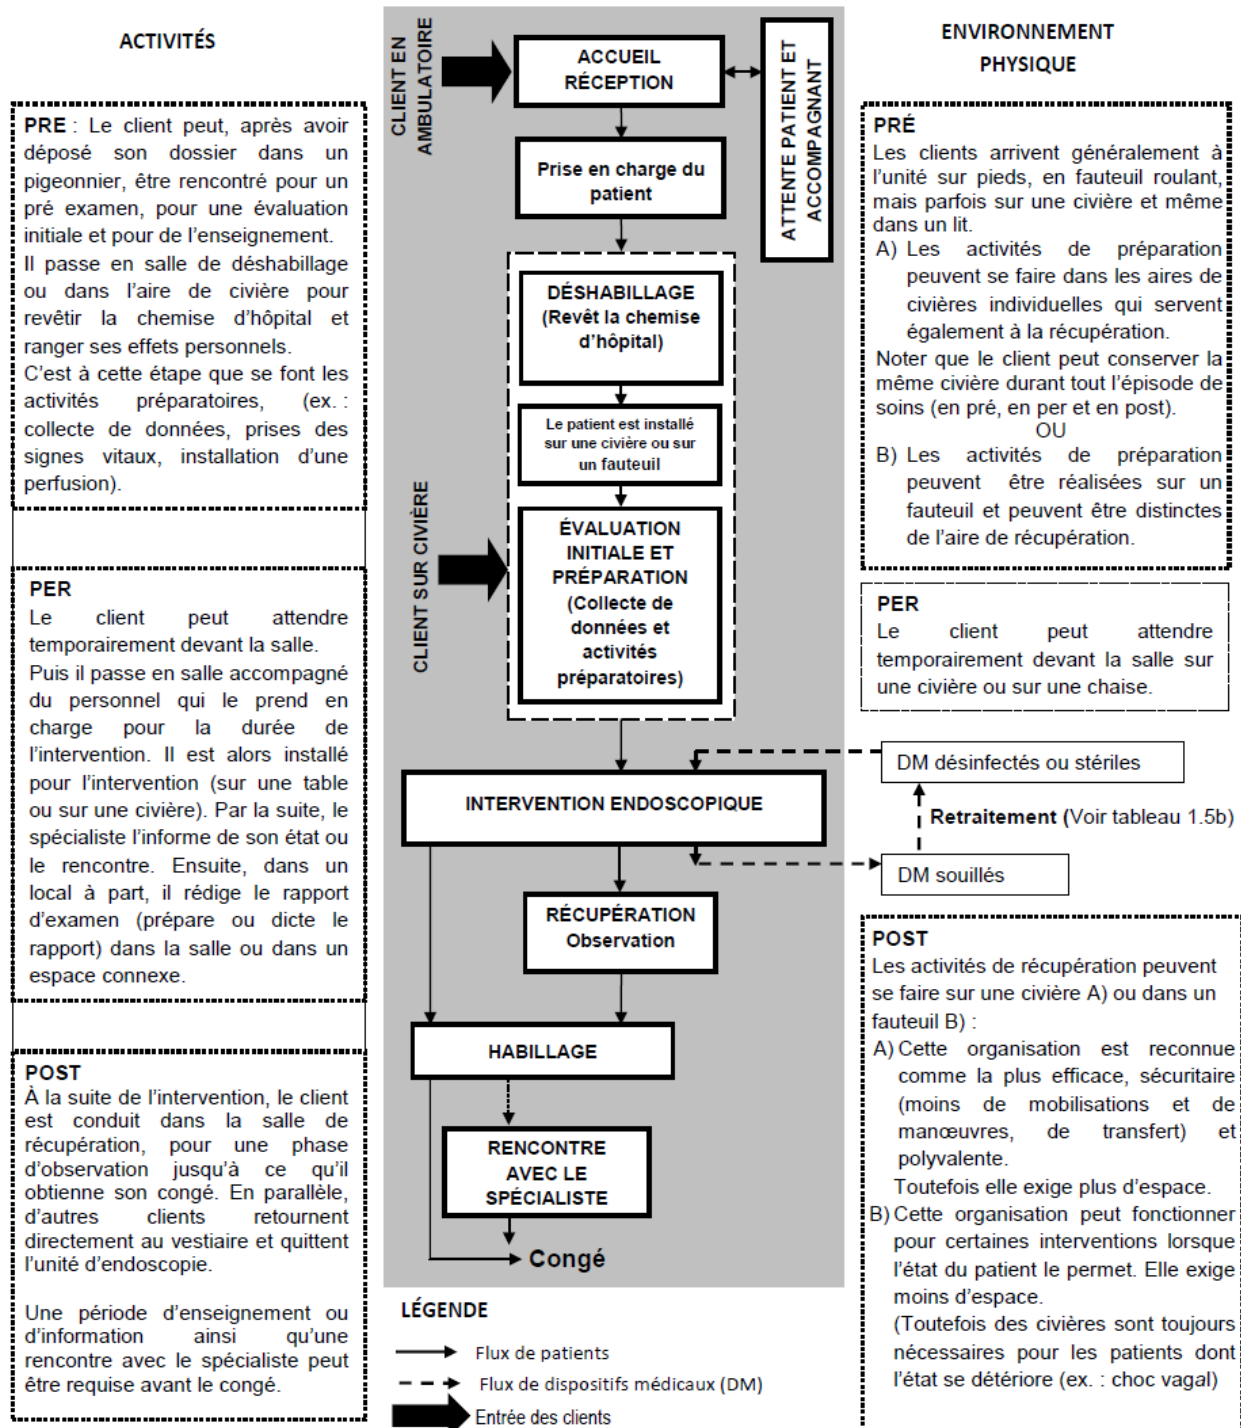 ACTIVITÉS
PRE : Le client peut, après avoir
déposé son dossier dans un
pigeonnier, être rencontré pour un
pré examen, pour une évaluation
initiale et pour de l'enseignement.
Il passe en salle de déshabillage
ou dans l'aire de civière pour
revêtir la chemise d'hôpital et
ranger ses effets personnels.
C'est à cette étape que se font les
activités préparatoires, (ex. :
collecte de données, prises des
signes vitaux, installation d'une
perfusion).
PER
Le client peut attendre
temporairement devant la salle.
Puis il passe en salle accompagné
du personnel qui le prend en
charge pour la durée de
l'intervention. Il est alors installé
pour l'intervention (sur une table
ou sur une civière). Par la suite, le
spécialiste l'informe de son état ou
le rencontre. Ensuite, dans un
local à part, il rédige le rapport
d'examen (prépare ou dicte le
rapport) dans la salle ou dans un
espace connexe.
POST
À la suite de l'intervention, le client
est conduit dans la salle de
récupération, pour une phase
d'observation jusqu'à ce qu'il
obtienne son congé. En parallèle,
d'autres clients retournent
directement au vestiaire et quittent
l'unité d'endoscopie.
Une période d'enseignement ou
d'information ainsi qu'une
rencontre avec le spécialiste peut
être requise avant le congé.
CLIENT EN
AMBULATOIRE
ACCUEIL
RÉCEPTION
ATTENTE PATIENT ET
ACCOMPAGNANT
Prise en charge du
patient
DÉSHABILLAGE
(Revêt la chemise
d'hôpital)
Le patient est installé
sur une civière ou sur
un fauteuil
CLIENT SUR CIVIÈRE
ÉVALUATION
INITIALE ET
PRÉPARATION
(Collecte de
données et
activités
préparatoires)
INTERVENTION ENDOSCOPIQUE
RÉCUPÉRATION
Observation
HABILLAGE
RENCONTRE
AVEC LE
SPÉCIALISTE
Congé
LÉGENDE
Flux de patients
Flux de dispositifs médicaux (DM)
Entrée des clients
ENVIRONNEMENT
PHYSIQUE
PRÉ
Les clients arrivent généralement à
l'unité sur pieds, en fauteuil roulant,
mais parfois sur une civière et même
dans un lit.
A) Les activités de préparation
peuvent se faire dans les aires de
civières individuelles qui servent
également à la récupération.
Noter que le client peut conserver la
même civière durant tout l'épisode de
soins (en pré, en per et en post).
OU
B) Les activités de préparation
peuvent être réalisées sur un
fauteuil et peuvent être distinctes
de l'aire de récupération.
PER
Le client peut attendre
temporairement devant la salle sur
une civière ou sur une chaise.
DM désinfectés ou stériles
Retraitement (Voir tableau 1.5b)
DM souillés
POST
Les activités de récupération peuvent
se faire sur une civière A) ou dans un
fauteuil B) :
A) Cette organisation est reconnue
comme la plus efficace, sécuritaire
(moins de mobilisations et de
manœuvres, de transfert) et
polyvalente.
Toutefois elle exige plus d'espace.
B) Cette organisation peut fonctionner
pour certaines interventions lorsque
l'état du patient le permet. Elle exige
moins d'espace.
(Toutefois des civières sont toujours
nécessaires pour les patients dont
l'état se détériore (ex. : choc vagal)